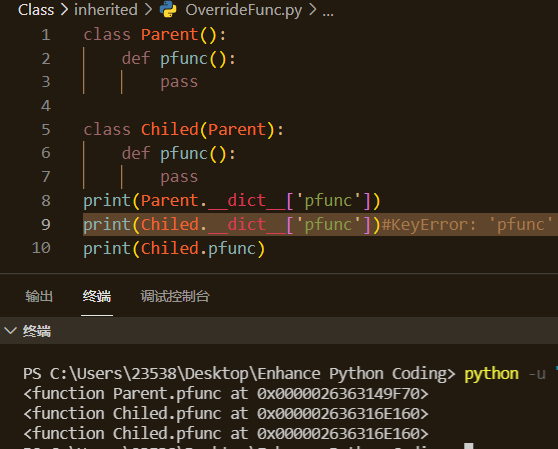 Class > inherited > OverrideFunc.py > ...
1 class Parent():
2 def pfunc():
3 pass
4
5 class Chiled(Parent):
6 def pfunc():
7 pass
8 print(Parent.__dict__['pfunc'])
9 print(Chiled.__dict__['pfunc'])#KeyError: 'pfunc'
10 print(Chiled.pfunc)
输出 终端 调试控制台
终端
PS C:\Users\23538\Desktop\Enhance Python Coding> python -u
<function Parent.pfunc at 0x0000026363149F70>
<function Chiled.pfunc at 0x000002636316E160>
<function Chiled.pfunc at 0x000002636316E160>